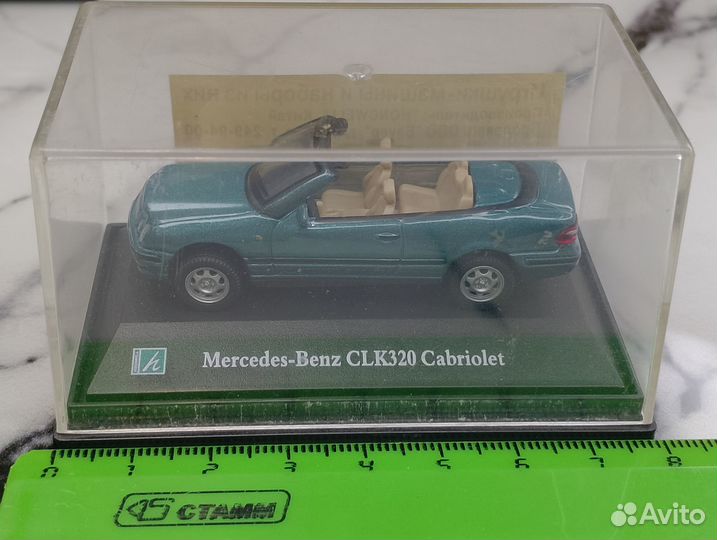 Игрушки-машины и наборы из них
h
Mercedes-Benz CLK320 Cabriolet
0 1 2 3 4 5 6 7 8
СТАММ
Avito